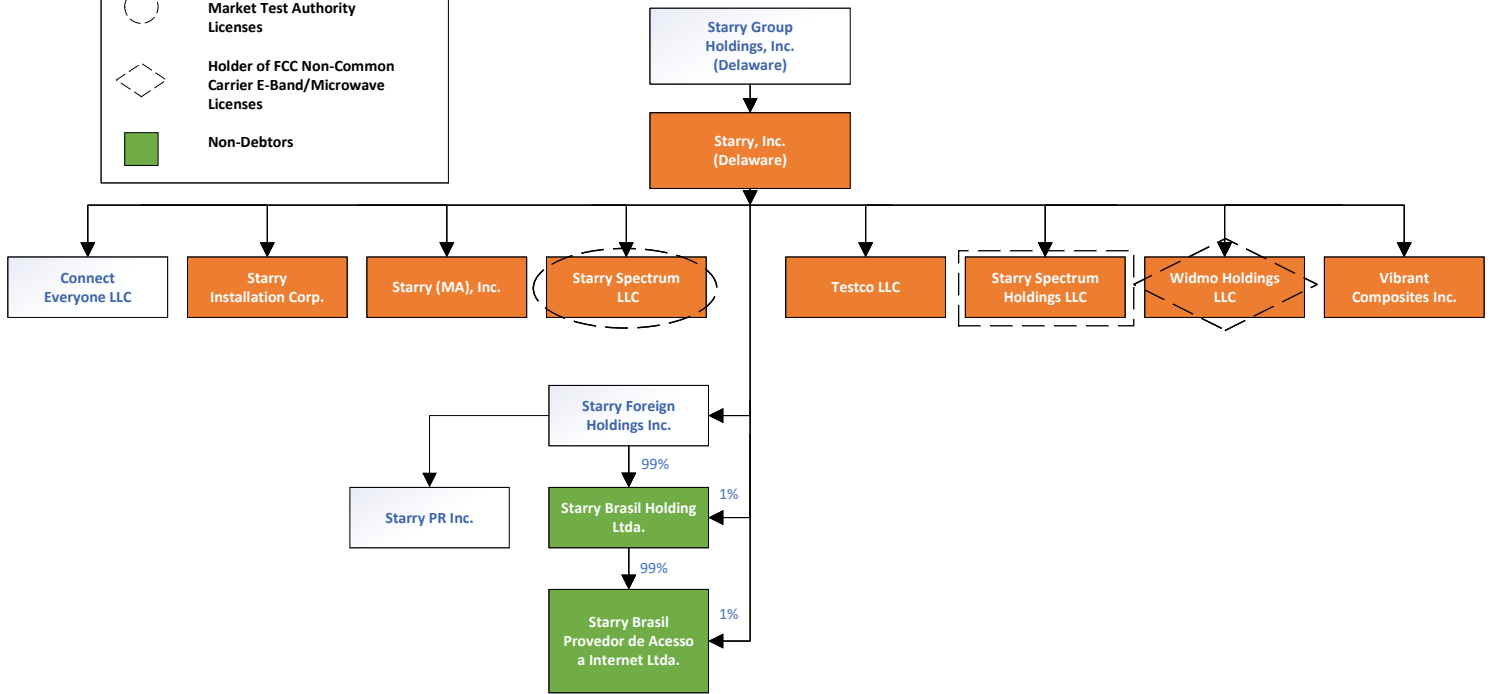 Market Test Authority
Licenses
Holder of FCC Non-Common
Carrier E-Band/Microwave
Licenses
Non-Debtors
Starry Group
Holdings, Inc.
(Delaware)
Starry, Inc.
(Delaware)
Connect
Everyone LLC
Starry
Installation Corp.
Starry (MA), Inc.
Starry Spectrum
LLC
Testco LLC
Starry Spectrum
Holdings LLC
Widmo Holdings
LLC
Vibrant
Composites Inc.
Starry Foreign
Holdings Inc.
99%
1%
Starry PR Inc.
Starry Brasil Holding
Ltda.
99%
1%
Starry Brasil
Provedor de Acesso
a Internet Ltda.